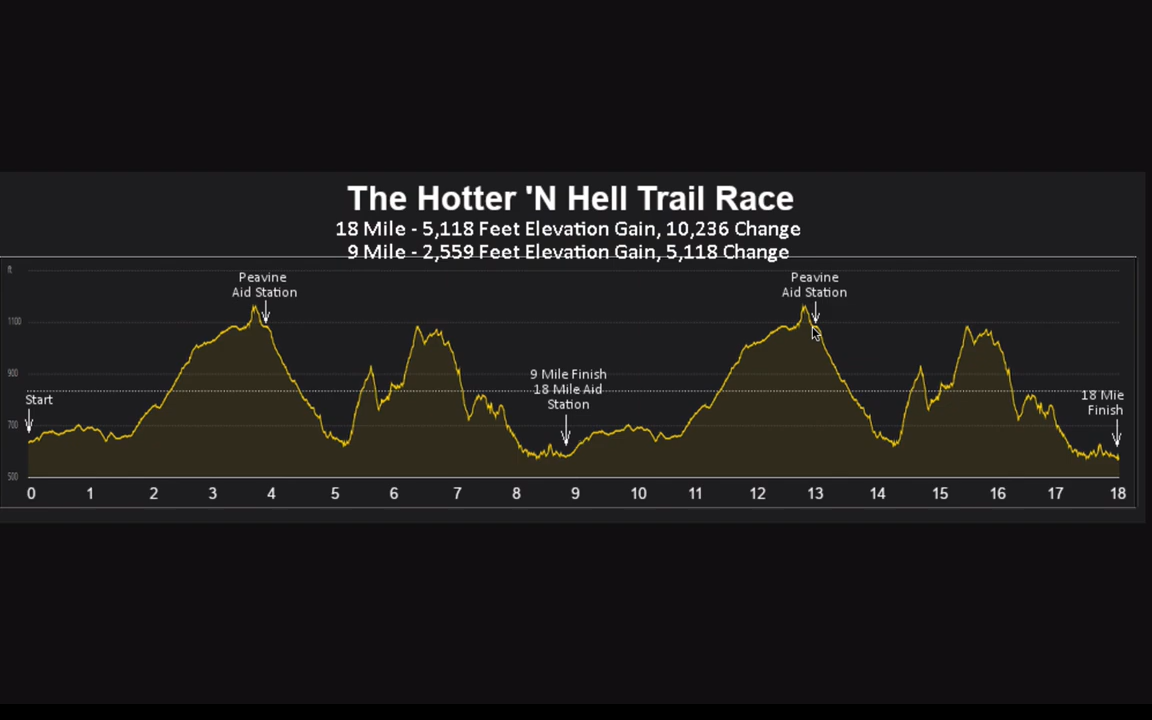 The Hotter 'N Hell Trail Race
18 Mile - 5,118 Feet Elevation Gain, 10,236 Change
9 Mile - 2,559 Feet Elevation Gain, 5,118 Change
ft
Peavine
Aid Station
Peavine
Aid Station
1100
900
9 Mile Finish
18 Mile Aid
Station
Start
18 Mie
Finish
700
500
0 1 2 3 4 5 6 7 8 9 10 11 12 13 14 15 16 17 18